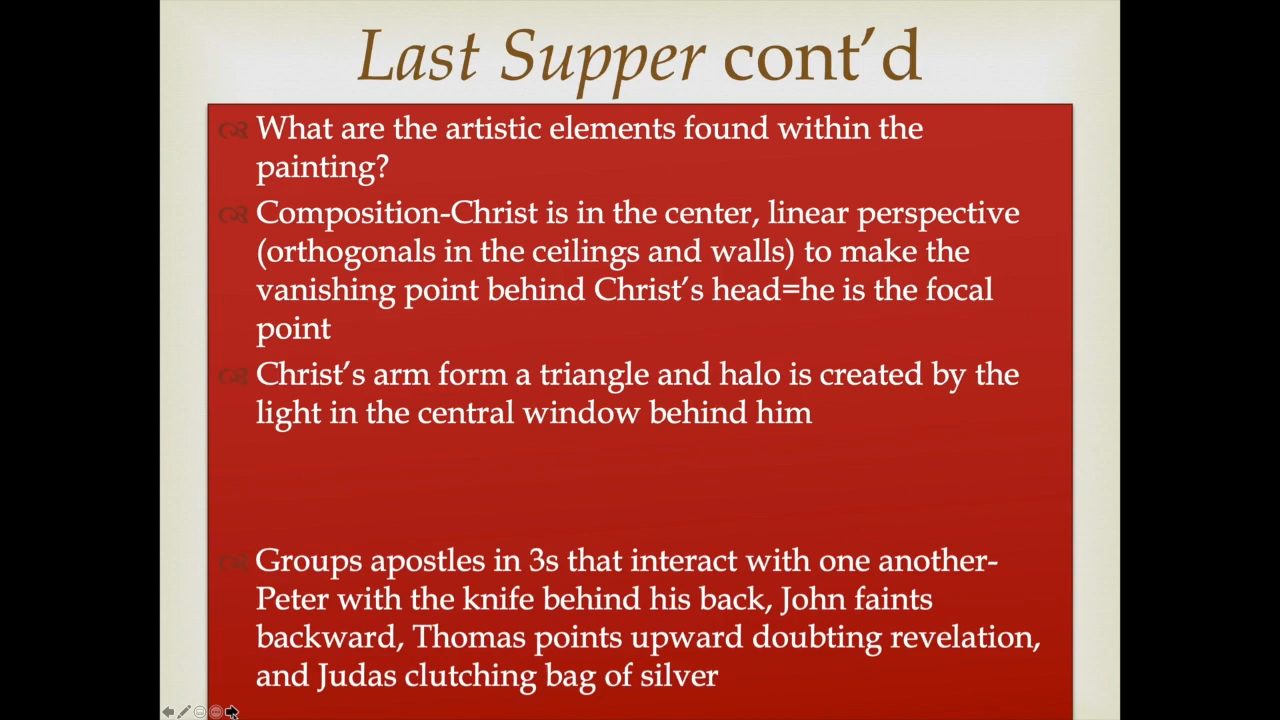 Last Supper cont’d
What are the artistic elements found within the
painting?
Composition-Christ is in the center, linear perspective
(orthogonals in the ceilings and walls) to make the
vanishing point behind Christ’s head=he is the focal
point
Christ’s arm form a triangle and halo is created by the
light in the central window behind him
Groups apostles in 3s that interact with one another-
Peter with the knife behind his back, John faints
backward, Thomas points upward doubting revelation,
and Judas clutching bag of silver